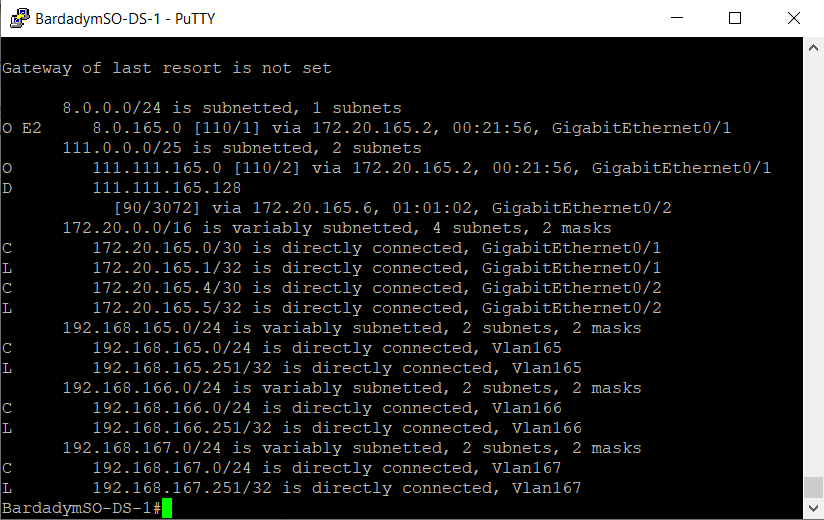 BardadymSO-DS-1 - PuTTY
Gateway of last resort is not set
      8.0.0.0/24 is subnetted, 1 subnets
O E2     8.0.165.0 [110/1] via 172.20.165.2, 00:21:56, GigabitEthernet0/1
      111.0.0.0/25 is subnetted, 2 subnets
O        111.111.165.0 [110/2] via 172.20.165.2, 00:21:56, GigabitEthernet0/1
D        111.111.165.128
           [90/3072] via 172.20.165.6, 01:01:02, GigabitEthernet0/2
      172.20.0.0/16 is variably subnetted, 4 subnets, 2 masks
C        172.20.165.0/30 is directly connected, GigabitEthernet0/1
L        172.20.165.1/32 is directly connected, GigabitEthernet0/1
C        172.20.165.4/30 is directly connected, GigabitEthernet0/2
L        172.20.165.5/32 is directly connected, GigabitEthernet0/2
      192.168.165.0/24 is variably subnetted, 2 subnets, 2 masks
C        192.168.165.0/24 is directly connected, Vlan165
L        192.168.165.251/32 is directly connected, Vlan165
      192.168.166.0/24 is variably subnetted, 2 subnets, 2 masks
C        192.168.166.0/24 is directly connected, Vlan166
L        192.168.166.251/32 is directly connected, Vlan166
      192.168.167.0/24 is variably subnetted, 2 subnets, 2 masks
C        192.168.167.0/24 is directly connected, Vlan167
L        192.168.167.251/32 is directly connected, Vlan167
BardadymSO-DS-1#